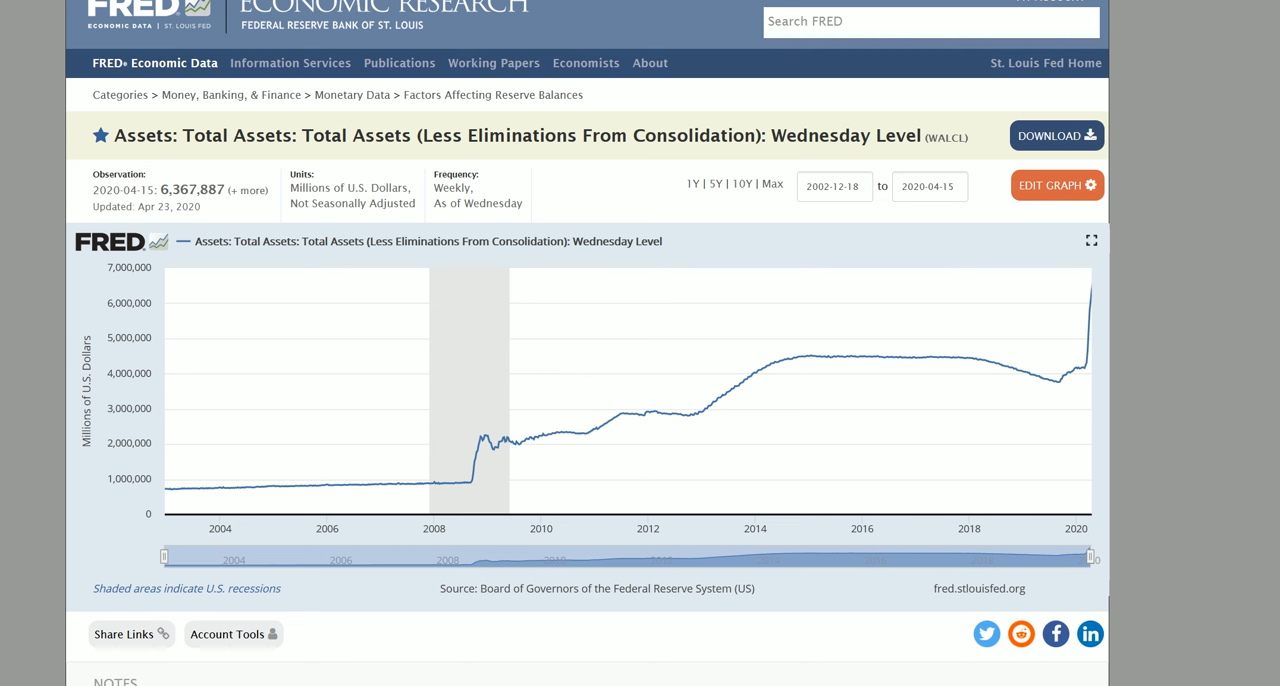 FRED
ECONOMIC RESEARCH
ECONOMIC DATA | ST. LOUIS FED
FEDERAL RESERVE BANK OF ST. LOUIS
Search FRED
FRED® Economic Data Information Services Publications Working Papers Economists About St. Louis Fed Home
Categories > Money, Banking, & Finance > Monetary Data > Factors Affecting Reserve Balances
Assets: Total Assets: Total Assets (Less Eliminations From Consolidation): Wednesday Level (WALCL)
DOWNLOAD
Observation:
2020-04-15: 6,367,887 (+ more)
Updated: Apr 23, 2020
Units:
Millions of U.S. Dollars,
Not Seasonally Adjusted
Frequency:
Weekly,
As of Wednesday
1Y | 5Y | 10Y | Max
2002-12-18 to 2020-04-15
EDIT GRAPH
FRED
Assets: Total Assets: Total Assets (Less Eliminations From Consolidation): Wednesday Level
Millions of U.S. Dollars
7,000,000
6,000,000
5,000,000
4,000,000
3,000,000
2,000,000
1,000,000
0
2004 2006 2008 2010 2012 2014 2016 2018 2020
2004 2006 2008 2010 2012
Shaded areas indicate U.S. recessions
Source: Board of Governors of the Federal Reserve System (US)
fred.stlouisfed.org
Share Links
Account Tools
NOTES